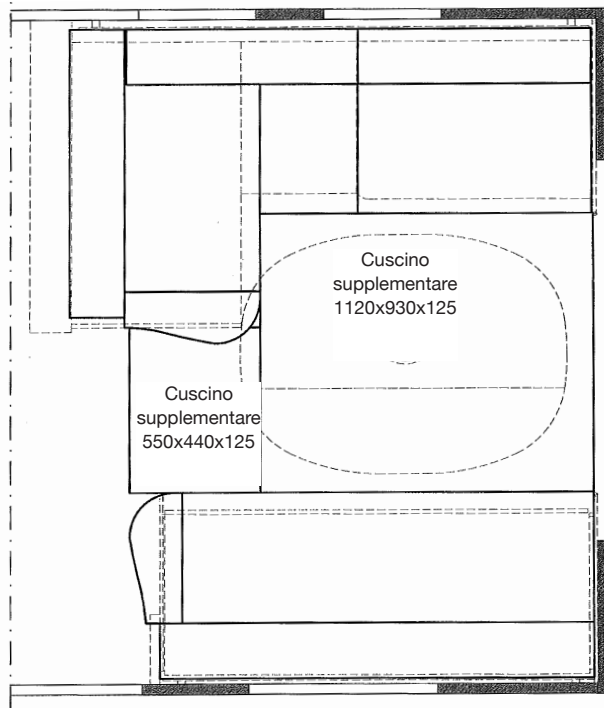 Cuscino
supplementare
1120x930x125
Cuscino
supplementare
550x440x125